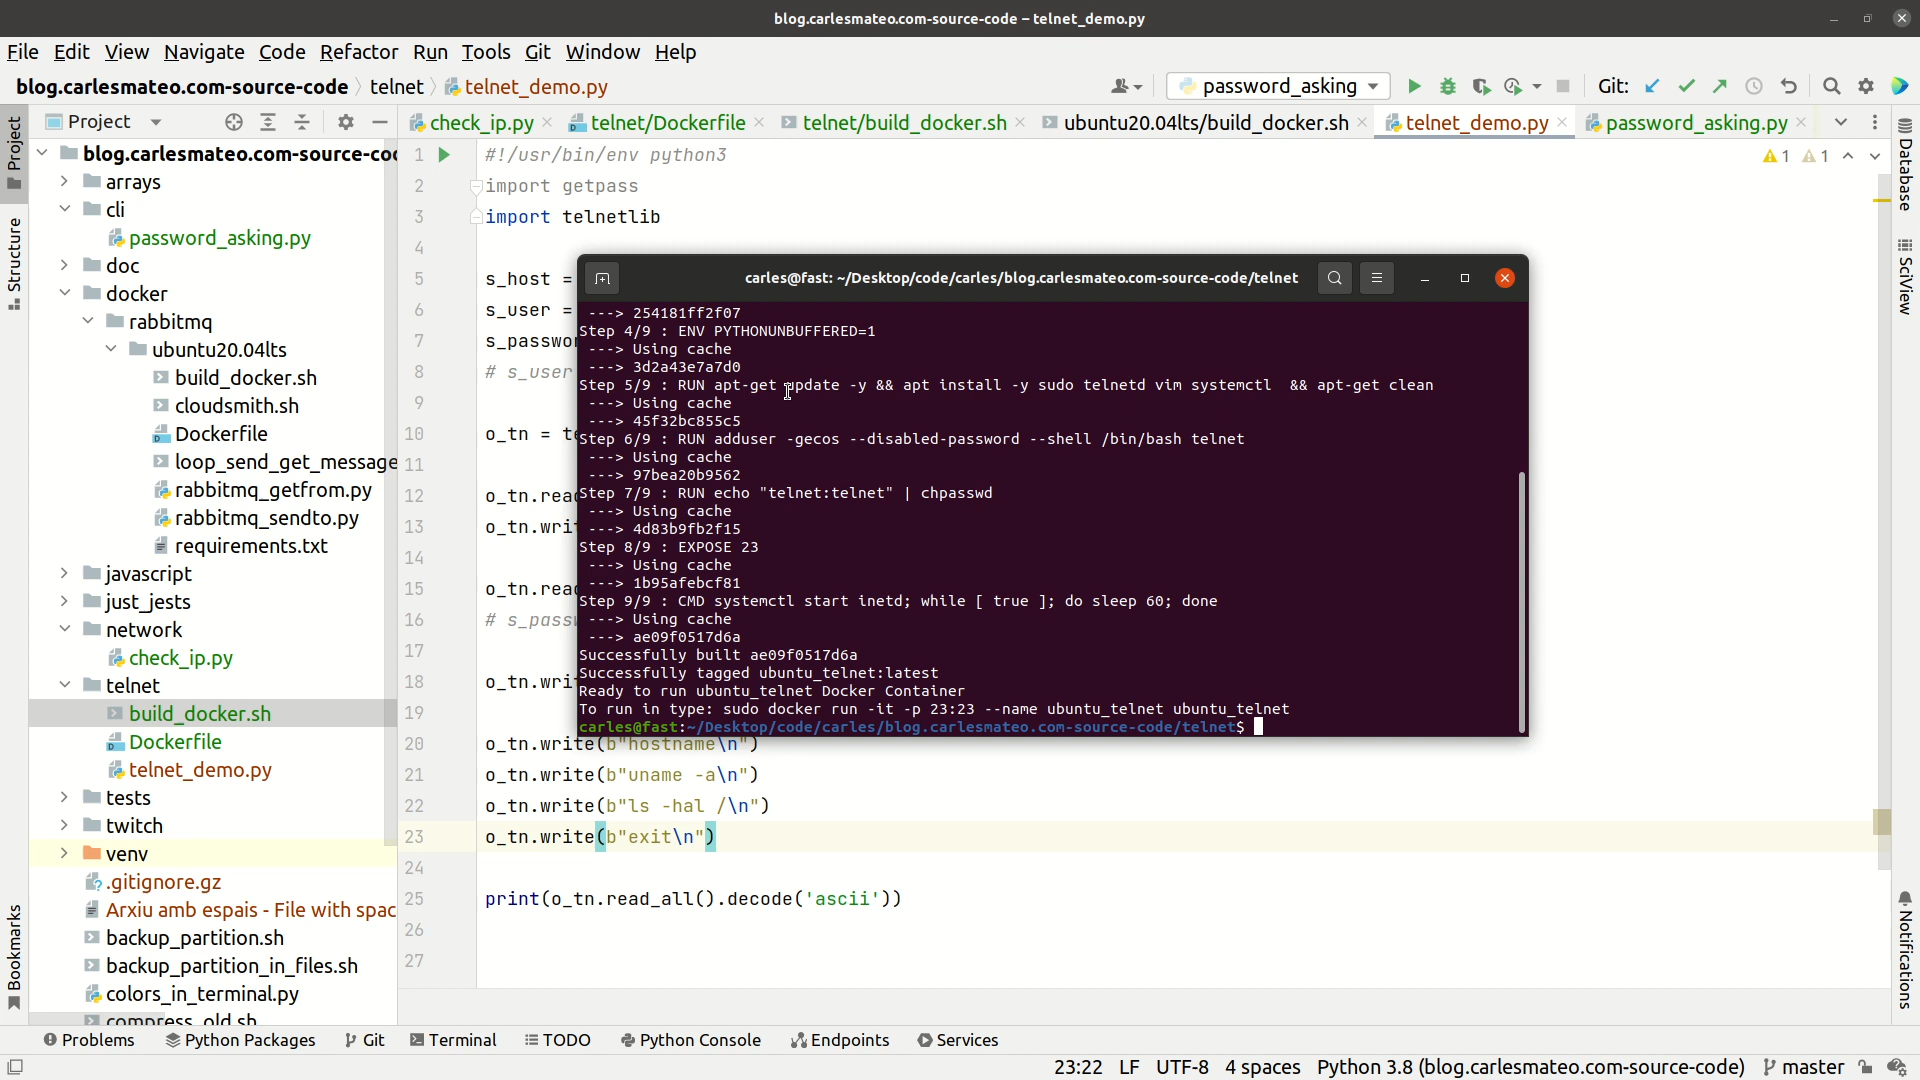 blog.carlesmateo.com-source-code – telnet_demo.py
File Edit View Navigate Code Refactor Run Tools Git Window Help
blog.carlesmateo.com-source-code telnet telnet_demo.py
password_asking
Git:
Project
check_ip.py
telnet/Dockerfile
telnet/build_docker.sh
ubuntu20.04lts/build_docker.sh
telnet_demo.py
password_asking.py
Project
Structure
Bookmarks
blog.carlesmateo.com-source-co
arrays
cli
password_asking.py
doc
docker
rabbitmq
ubuntu20.04lts
build_docker.sh
cloudsmith.sh
Dockerfile
loop_send_get_message
rabbitmq_getfrom.py
rabbitmq_sendto.py
requirements.txt
javascript
just_jests
network
check_ip.py
telnet
build_docker.sh
Dockerfile
telnet_demo.py
tests
twitch
venv
.gitignore.gz
Arxiu amb espais - File with spac
backup_partition.sh
backup_partition_in_files.sh
colors_in_terminal.py
compress_old.sh
1 #!/usr/bin/env python3
2 import getpass
3 import telnetlib
4
5 s_host =
6 s_user =
7 s_passwo
8 # s_user
9
10 o_tn = te
11
12 o_tn.read
13 o_tn.writ
14
15 o_tn.read
16 # s_pass
17
18 o_tn.wri
19
20 o_tn.write(b"hostname\n")
21 o_tn.write(b"uname -a\n")
22 o_tn.write(b"ls -hal /\n")
23 o_tn.write(b"exit\n")
24
25 print(o_tn.read_all().decode('ascii'))
26
27
1 1
carles@fast: ~/Desktop/code/carles/blog.carlesmateo.com-source-code/telnet
---> 254181ff2f07
Step 4/9 : ENV PYTHONUNBUFFERED=1
---> Using cache
---> 3d2a43e7a7d0
Step 5/9 : RUN apt-get update -y && apt install -y sudo telnetd vim systemctl  && apt-get clean
---> Using cache
---> 45f32bc855c5
Step 6/9 : RUN adduser -gecos --disabled-password --shell /bin/bash telnet
---> Using cache
---> 97bea20b9562
Step 7/9 : RUN echo "telnet:telnet" | chpasswd
---> Using cache
---> 4d83b9fb2f15
Step 8/9 : EXPOSE 23
---> Using cache
---> 1b95afebcf81
Step 9/9 : CMD systemctl start inetd; while [ true ]; do sleep 60; done
---> Using cache
---> ae09f0517d6a
Successfully built ae09f0517d6a
Successfully tagged ubuntu_telnet:latest
Ready to run ubuntu_telnet Docker Container
To run in type: sudo docker run -it -p 23:23 --name ubuntu_telnet ubuntu_telnet
carles@fast:~/Desktop/code/carles/blog.carlesmateo.com-source-code/telnet$
Database
SciView
Notifications
Problems Python Packages Git Terminal TODO Python Console Endpoints Services
23:22 LF UTF-8 4 spaces Python 3.8 (blog.carlesmateo.com-source-code) master